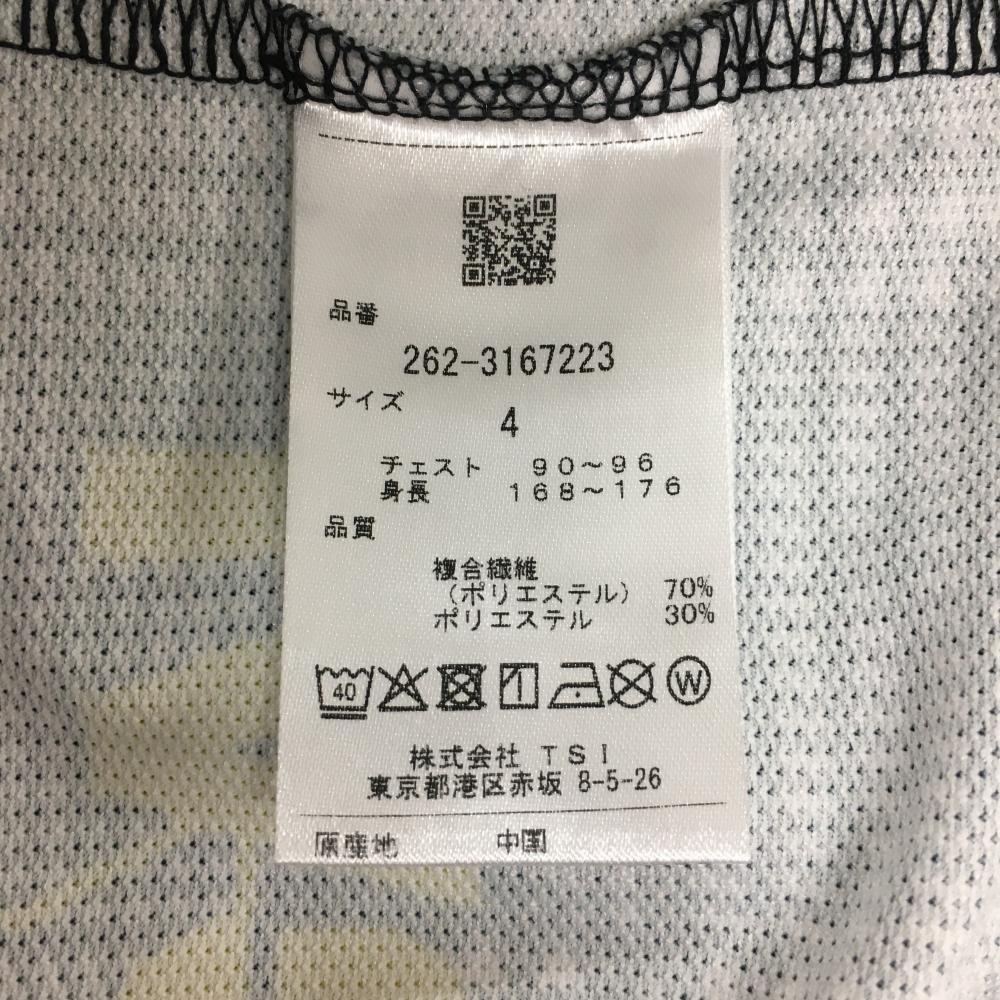 品番
262-3167223
サイズ
4
チェスト 90～96
身長 168～176
品質
複合繊維
(ポリエステル) 70%
ポリエステル 30%
40
W
株式会社 TSI
東京都港区赤坂 8-5-26
原産地 中国